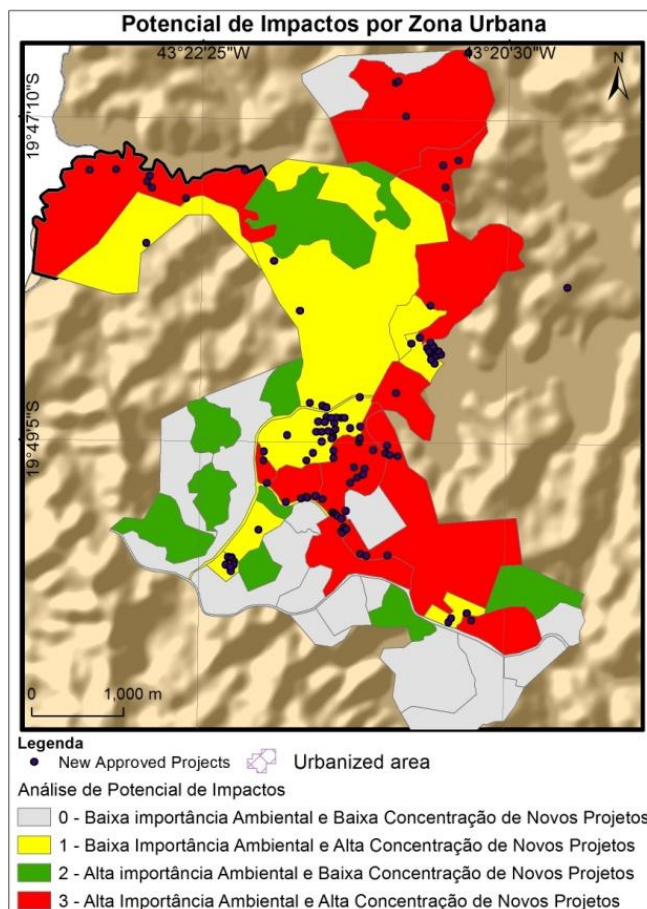 Potencial de Impactos por Zona Urbana
43°22'25"W 43°20'30"W
N
19°47'10"S
19°49'5"S
0 1,000 m
Legenda
New Approved Projects Urbanized area
Análise de Potencial de Impactos
0 - Baixa importância Ambiental e Baixa Concentração de Novos Projetos
1 - Baixa Importância Ambiental e Alta Concentração de Novos Projetos
2 - Alta importância Ambiental e Baixa Concentração de Novos Projetos
3 - Alta Importância Ambiental e Alta Concentração de Novos Projetos